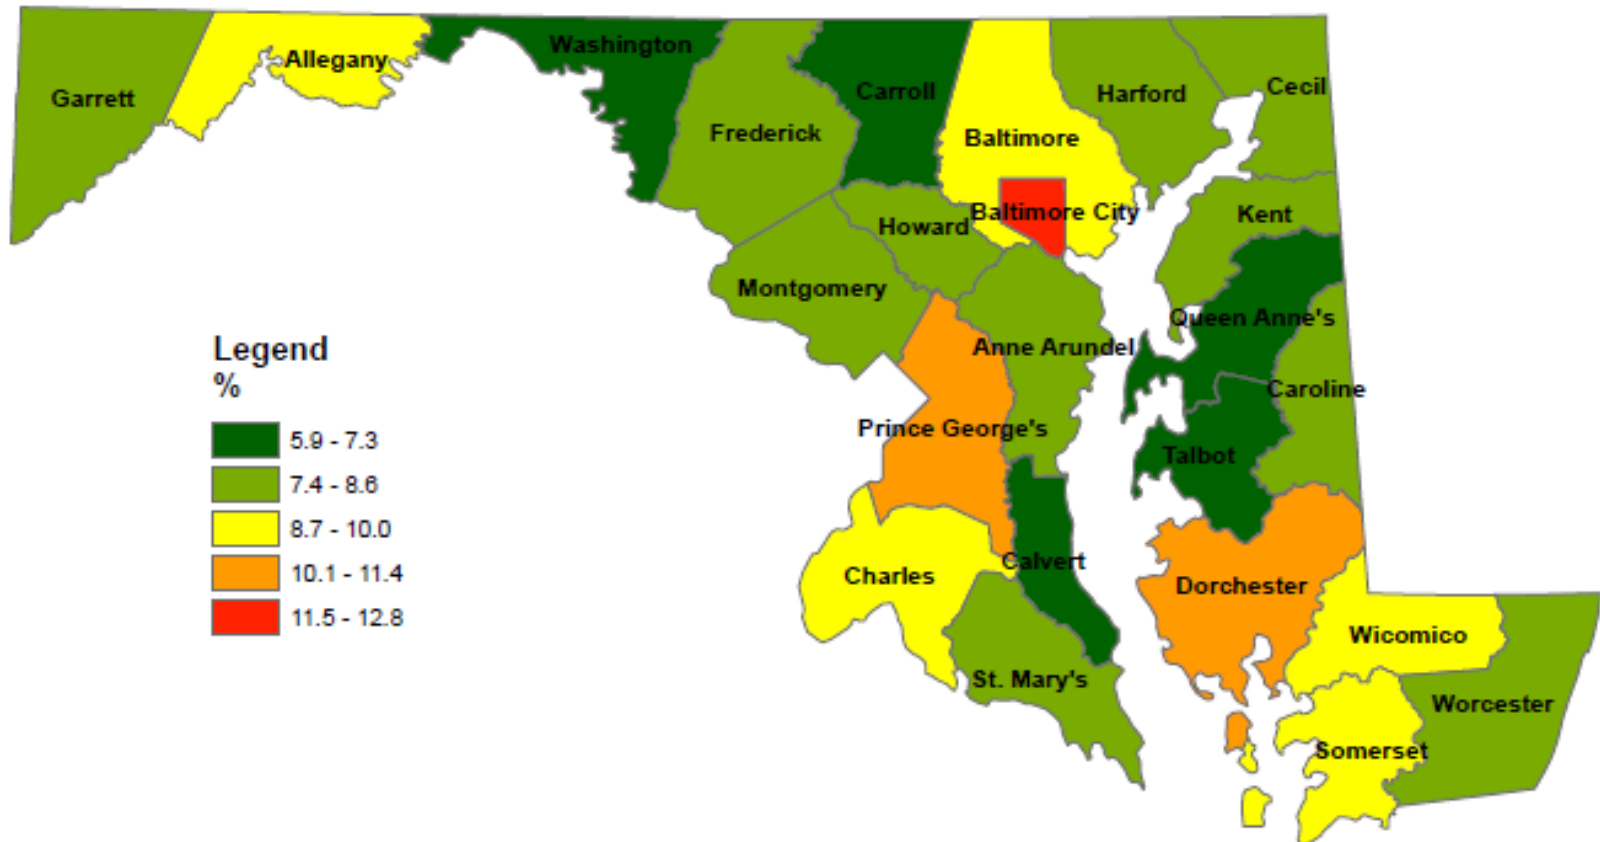 Washington
Allegany
Garrett
Carroll
Harford
Cecil
Frederick
Baltimore
Baltimore City
Kent
Howard
Montgomery
Queen Anne's
Anne Arundel
Caroline
Prince George's
Talbot
Calvert
Charles
Dorchester
Wicomico
St. Mary's
Worcester
Somerset
Legend
%
5.9 - 7.3
7.4 - 8.6
8.7 - 10.0
10.1 - 11.4
11.5 - 12.8